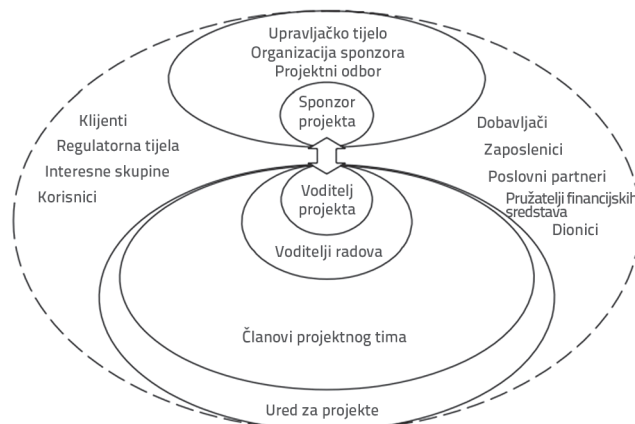 Upravljačko tijelo
Organizacija sponzora
Projektni odbor
Sponzor
projekta
Klijenti
Regulatorna tijela
Interesne skupine
Korisnici
Dobavljači
Zaposlenici
Poslovni partneri
Pružatelji financijskih
sredstava
Dionici
Voditelj
projekta
Voditelji radova
Članovi projektnog tima
Ured za projekte